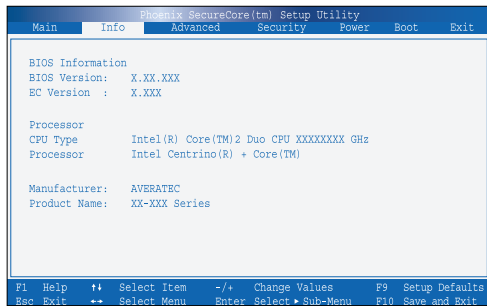 Phoenix SecureCore(tm) Setup Utility
Main Info Advanced Security Power Boot Exit
BIOS Information
BIOS Version: X.XX.XXX
EC Version : X.XXX
Processor
CPU Type Intel(R) Core(TM)2 Duo CPU XXXXXXXX GHz
Processor Intel Centrino(R) + Core(TM)
Manufacturer: AVERATEC
Product Name: XX-XXX Series
F1 Help ↑↓ Select Item -/+ Change Values F9 Setup Defaults
Esc Exit ←→ Select Menu Enter Select ▶ Sub-Menu F10 Save and Exit